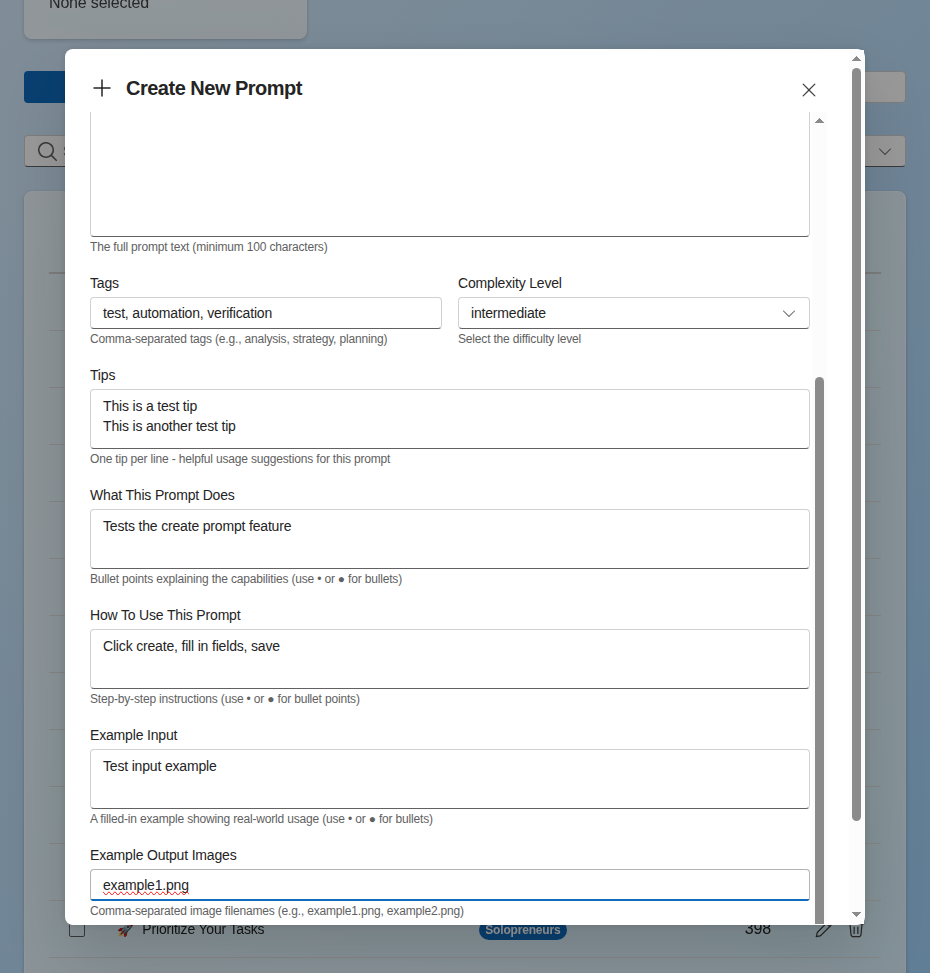 None selected
Create New Prompt
The full prompt text (minimum 100 characters)
Tags
Complexity Level
test, automation, verification
intermediate
Comma-separated tags (e.g., analysis, strategy, planning)
Select the difficulty level
Tips
This is a test tip
This is another test tip
One tip per line - helpful usage suggestions for this prompt
What This Prompt Does
Tests the create prompt feature
Bullet points explaining the capabilities (use • or ● for bullets)
How To Use This Prompt
Click create, fill in fields, save
Step-by-step instructions (use • or ● for bullet points)
Example Input
Test input example
A filled-in example showing real-world usage (use • or ● for bullets)
Example Output Images
example1.png
Comma-separated image filenames (e.g., example1.png, example2.png)
🚀 Prioritize Your Tasks
Solopreneurs
398